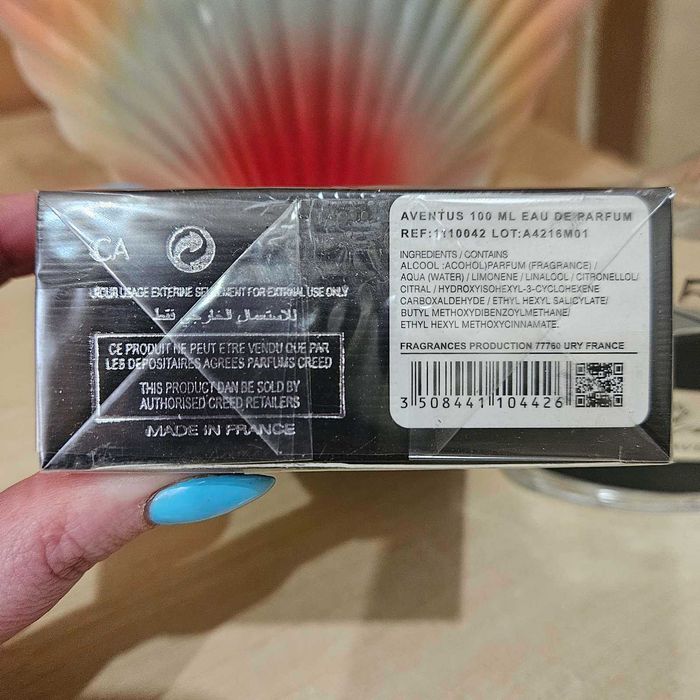 CA
POUR USAGE EXTERINE SEULEMENT FOR EXTERNAL USE ONLY
للاستعمال الخارجي فقط
CE PRODUIT NE PEUT ETRE VENDU QUE PAR
LES DEPOSITAIRES AGREES PARFUMS CREED
THIS PRODUCT DAN BE SOLD BY
AUTHORISED CREED RETAILERS
MADE IN FRANCE
AVENTUS 100 ML EAU DE PARFUM
REF:1110042 LOT:A4216M01
INGREDIENTS / CONTAINS
ALCOOL :ACOHOL)PARFUM (FRAGRANCE) /
AQUA (WATER) / LIMONENE / LINALOOL / CITRONELLOL/
CITRAL / HYDROXYISOHEXYL-3-CYCLOHEXENE
CARBOXALDEHYDE / ETHYL HEXYL SALICYLATE/
BUTYL METHOXYDIBENZOYLMETHANE/
ETHYL HEXYL METHOXYCINNAMATE.
FRAGRANCES PRODUCTION 77760 URY FRANCE
3 508441 104426